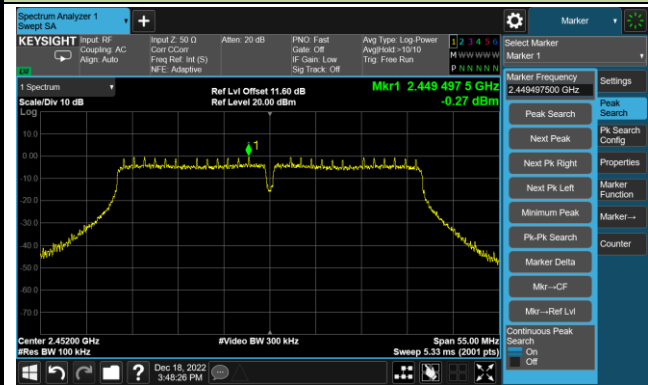 Spectrum Analyzer 1
Swept SA
+
Marker
KEYSIGHT
Input: RF
Coupling: AC
Align: Auto
Input Z: 50 Ω
Corr CCorr
Freq Ref: Int (S)
NFE: Adaptive
Atten: 20 dB
PNO: Fast
Gate: Off
IF Gain: Low
Sig Track: Off
Avg Type: Log-Power
Avg|Hold:>10/10
Trig: Free Run
1 2 3 4 5 6
M W W W W W
P N N N N N
LXI
Select Marker
Marker 1
1 Spectrum
Scale/Div 10 dB
Log
Ref Lvl Offset 11.60 dB
Ref Level 20.00 dBm
Mkr1 2.449 497 5 GHz
-0.27 dBm
1
10.0
0.00
-10.0
-20.0
-30.0
-40.0
-50.0
-60.0
-70.0
Center 2.45200 GHz
#Res BW 100 kHz
#Video BW 300 kHz
Span 55.00 MHz
Sweep 5.33 ms (2001 pts)
Marker Frequency
2.449497500 GHz
Peak Search
Next Peak
Next Pk Right
Next Pk Left
Minimum Peak
Pk-Pk Search
Marker Delta
Mkr→CF
Mkr→Ref Lvl
Continuous Peak
Search
On
Off
Settings
Peak
Search
Pk Search
Config
Properties
Marker
Function
Marker→
Counter
?
Dec 18, 2022
3:48:26 PM